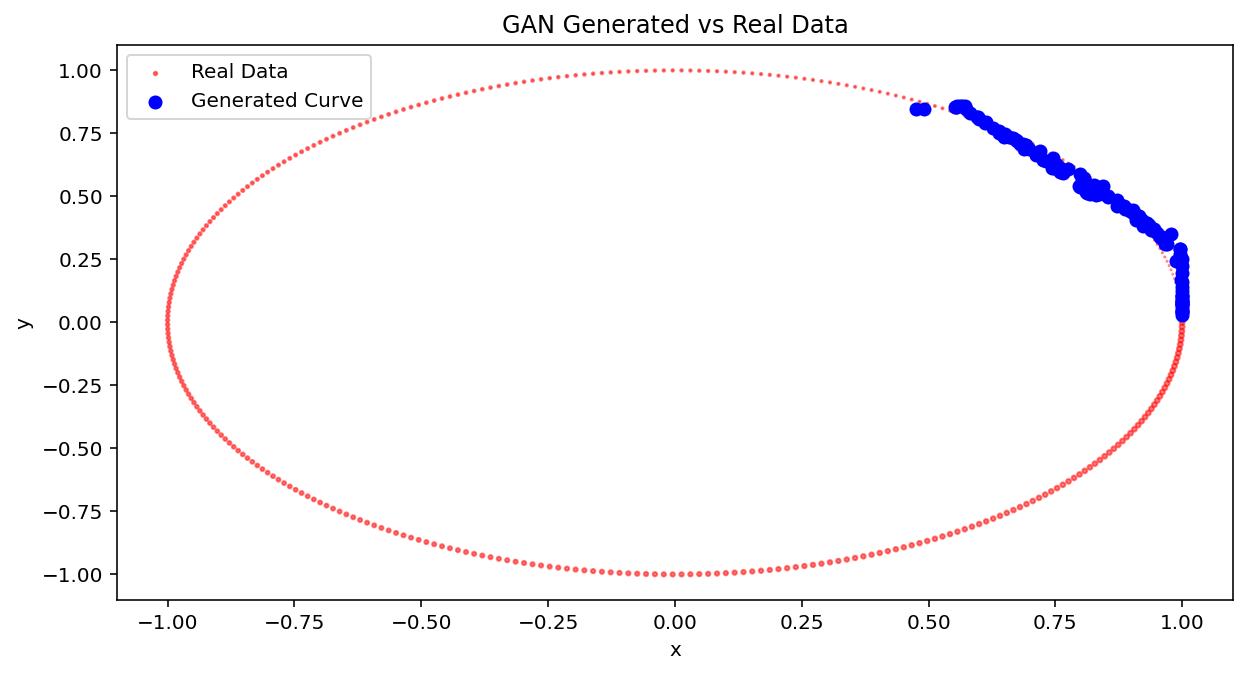 GAN Generated vs Real Data
Real Data
Generated Curve
1.00
0.75
0.50
0.25
0.00
−0.25
−0.50
−0.75
−1.00
y
−1.00 −0.75 −0.50 −0.25 0.00 0.25 0.50 0.75 1.00
x